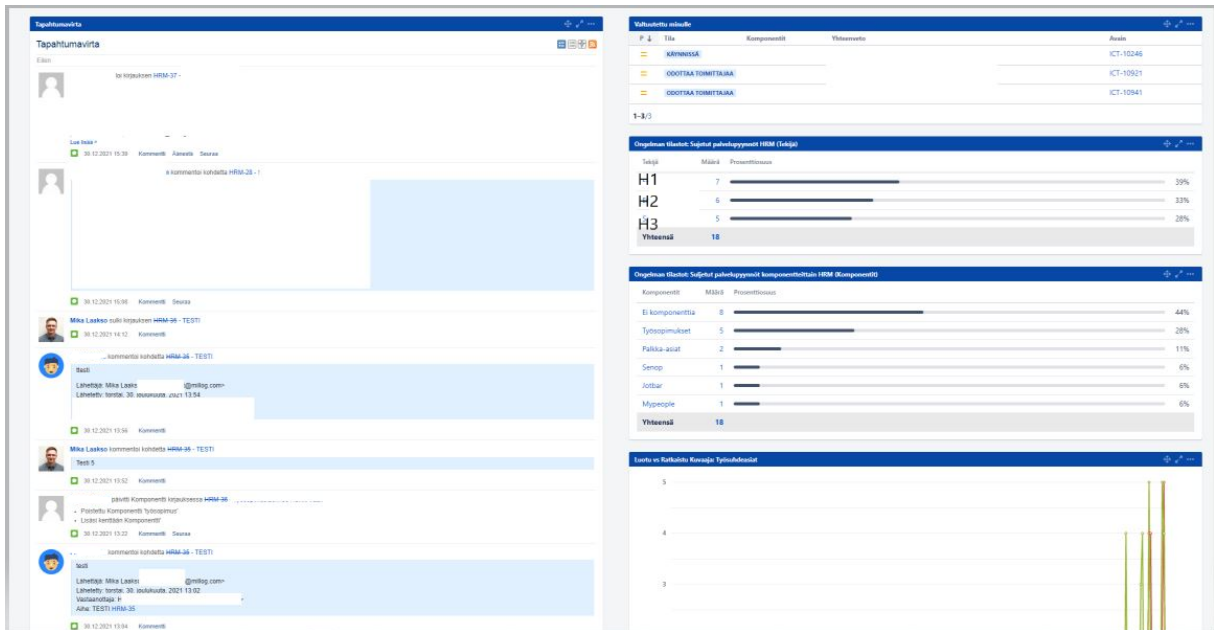 Tapahtumavirta
Tapahtumavirta
Eilen
loi kirjauksen HRM-37 -
Lue lisää
30.12.2021 15:39 Kommentti Äänestä Seuraa
kommentoi kohdetta HRM-28 - !
30.12.2021 15:06 Kommentti Seuraa
Mika Laakso sulki kirjauksen HRM-35 - TESTI
30.12.2021 14:12 Kommentti
kommentoi kohdetta HRM-35 - TESTI
Lähettäjä: Mika Laaks @millog.com>
Lähetetty: torstai, 30. joulukuuta, 2021 13:54
30.12.2021 13:56 Kommentti
Mika Laakso kommentoi kohdetta HRM-35 - TESTI
Testi 5
30.12.2021 13:52 Kommentti
päivitti Komponentti kirjauksessa HRM-36
• Poistettu Komponentti 'työsopimus'
• Lisäsi kenttään Komponentti'
30.12.2021 13:22 Kommentti Seuraa
kommentoi kohdetta HRM-35 - TESTI
testi
Lähettäjä: Mika Laaks @millog.com>
Lähetetty: torstai, 30. joulukuuta, 2021 13:02
Vastaanottaja: H
Aihe: TESTI HRM-35
30.12.2021 13:04 Kommentti
Valtuutettu minulle
P ↓ Tila Komponentit Yhteenveto Avain
KÄYNNISSÄ ICT-10246
ODOTTAA TOIMITTAJAA ICT-10921
ODOTTAA TOIMITTAJAA ICT-10941
1-3/3
Ongelman tilastot: Suljetut palvelupyynnöt HRM (Tekijä)
Tekijä Määrä Prosenttiosuus
H1 7 39%
H2 6 33%
H3 5 28%
Yhteensä 18
Ongelman tilastot: Suljetut palvelupyynnöt komponenteittain HRM (Komponentit)
Komponentit Määrä Prosenttiosuus
Ei komponenttia 8 44%
Työsopimukset 5 28%
Palkka-asiat 2 11%
Senop 1 6%
Jotbar 1 6%
Mypeople 1 6%
Yhteensä 18
Luotu vs Ratkaistu Kuvaaja: Työsuhdeasiat
5
4
3